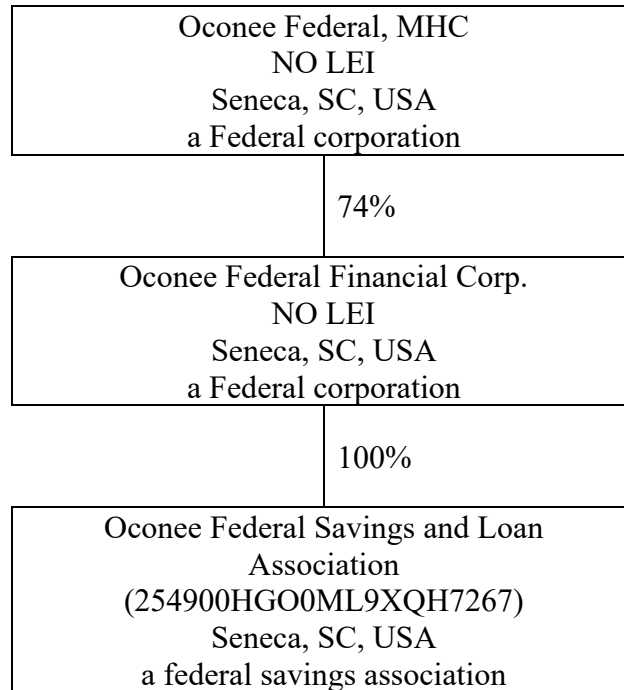 Oconee Federal, MHC
NO LEI
Seneca, SC, USA
a Federal corporation
74%
Oconee Federal Financial Corp.
NO LEI
Seneca, SC, USA
a Federal corporation
100%
Oconee Federal Savings and Loan
Association
(254900HGO0ML9XQH7267)
Seneca, SC, USA
a federal savings association